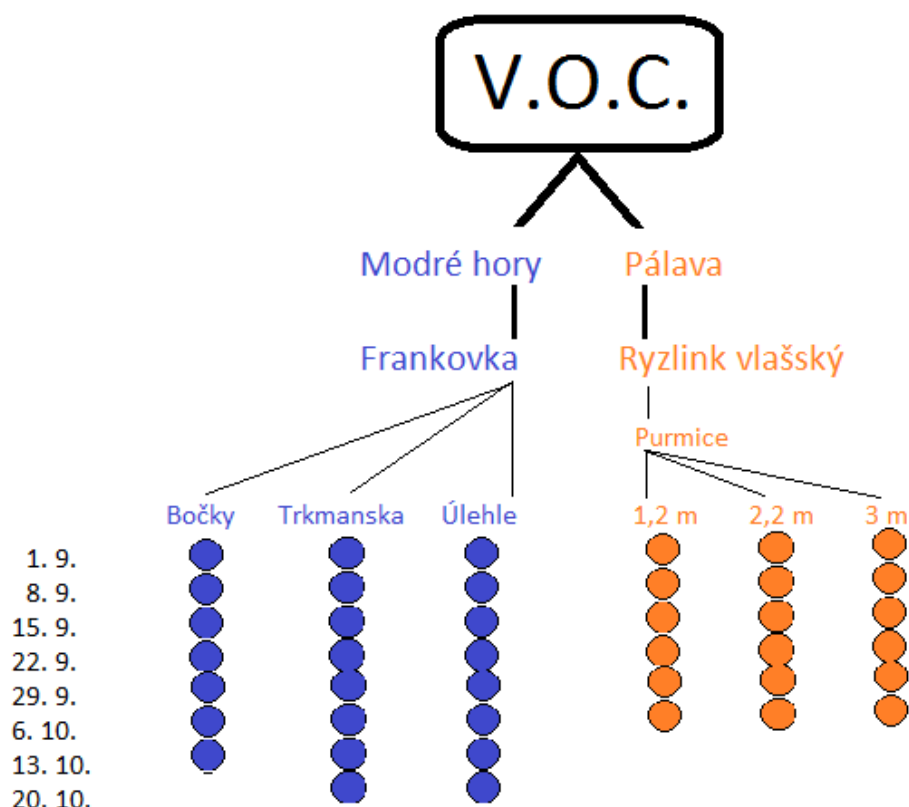 V.O.C.
Modré hory Pálava
Frankovka Ryzlink vlašský
Purmice
Bočky Trkmanska Úlehle 1,2 m 2,2 m 3 m
1. 9.
8. 9.
15. 9.
22. 9.
29. 9.
6. 10.
13. 10.
20. 10.